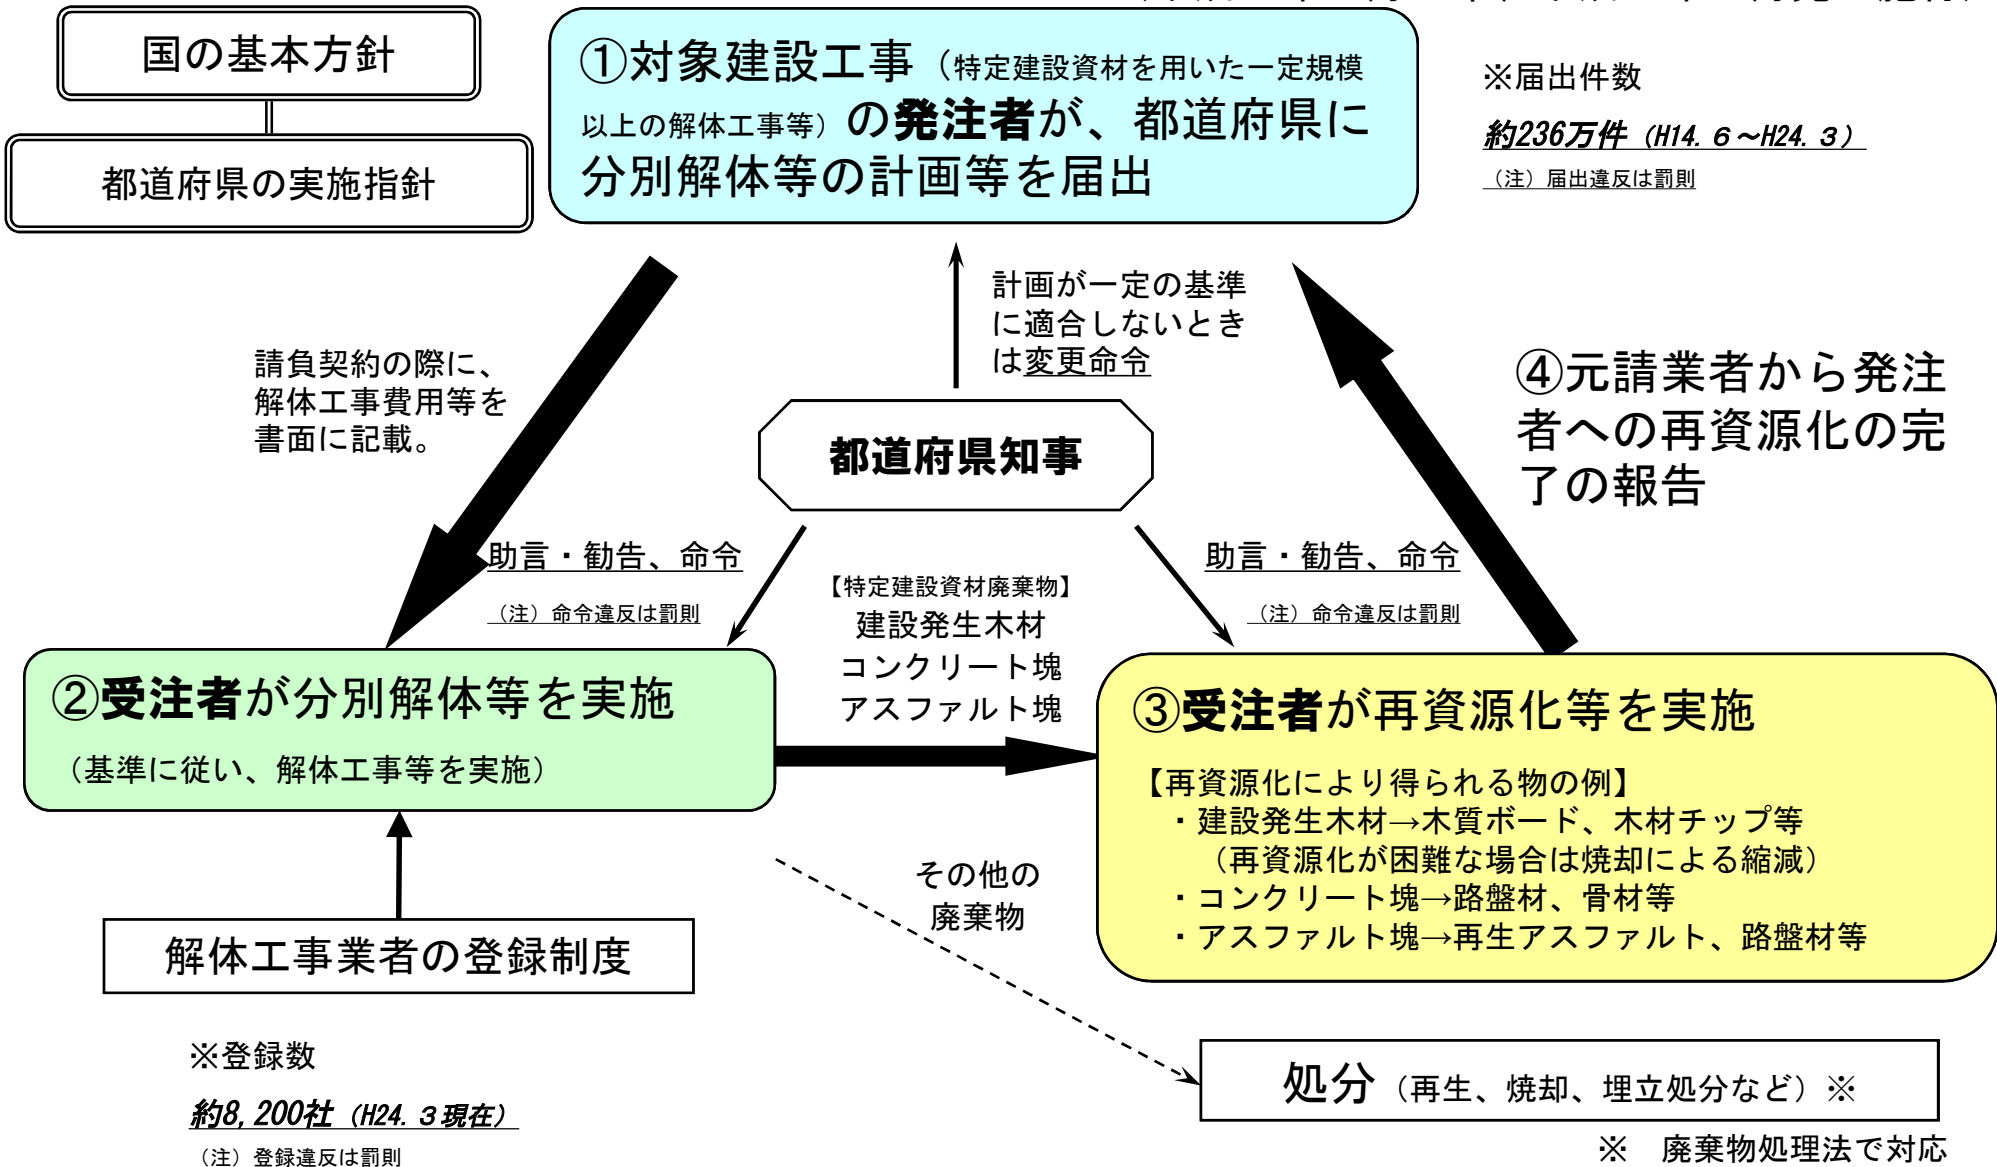 国の基本方針
都道府県の実施指針
①対象建設工事（特定建設資材を用いた一定規模
以上の解体工事等）の発注者が、都道府県に
分別解体等の計画等を届出
※届出件数
約236万件（H14.６～H24.３）
（注）届出違反は罰則
計画が一定の基準
に適合しないとき
は変更命令
請負契約の際に、
解体工事費用等を
書面に記載。
④元請業者から発注
者への再資源化の完
了の報告
都道府県知事
助言・勧告、命令
（注）命令違反は罰則
助言・勧告、命令
（注）命令違反は罰則
【特定建設資材廃棄物】
建設発生木材
コンクリート塊
アスファルト塊
②受注者が分別解体等を実施
（基準に従い、解体工事等を実施）
③受注者が再資源化等を実施
【再資源化により得られる物の例】
・建設発生木材→木質ボード、木材チップ等
（再資源化が困難な場合は焼却による縮減）
・コンクリート塊→路盤材、骨材等
・アスファルト塊→再生アスファルト、路盤材等
その他の
廃棄物
解体工事業者の登録制度
※登録数
約8,200社（H24.３現在）
（注）登録違反は罰則
処分（再生、焼却、埋立処分など）※
※　廃棄物処理法で対応